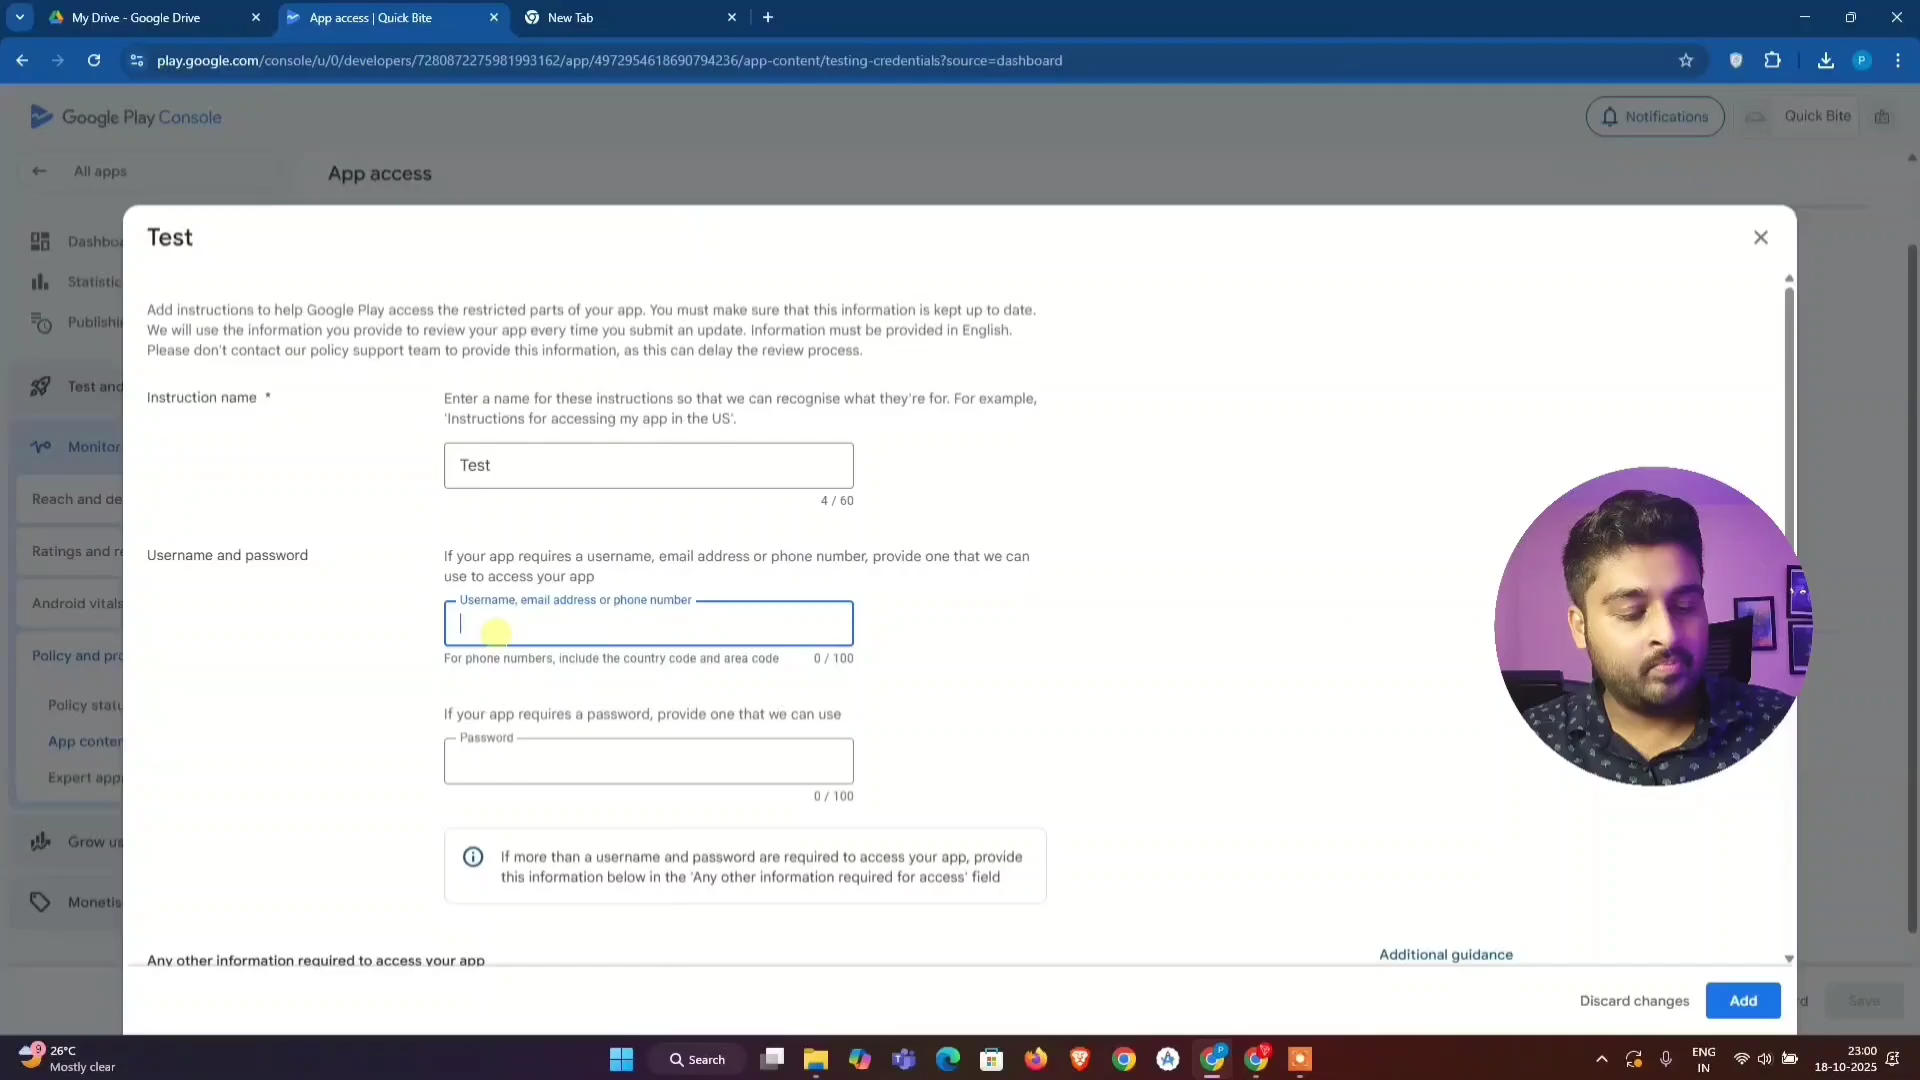 My Drive - Google Drive
App access | Quick Bite
New Tab
play.google.com/console/u/0/developers/7280872275981993162/app/4972954618690794236/app-content/testing-credentials?source=dashboard
P
Google Play Console
Notifications
Quick Bite
All apps
App access
Test
Dashbo
Statistic
Publishi
Test and
Monitor
Reach and de
Ratings and re
Android vitals
Policy and pro
Policy statu
App conten
Expert app
Grow us
Monetis
Add instructions to help Google Play access the restricted parts of your app. You must make sure that this information is kept up to date.
We will use the information you provide to review your app every time you submit an update. Information must be provided in English.
Please don't contact our policy support team to provide this information, as this can delay the review process.
Instruction name *
Enter a name for these instructions so that we can recognise what they're for. For example,
'Instructions for accessing my app in the US'.
Test
4 / 60
Username and password
If your app requires a username, email address or phone number, provide one that we can
use to access your app
Username, email address or phone number
For phone numbers, include the country code and area code 0 / 100
If your app requires a password, provide one that we can use
Password
0 / 100
If more than a username and password are required to access your app, provide
this information below in the 'Any other information required for access' field
Any other information required to access your app
Additional guidance
Discard changes
Add
d
Save
9
26°C
Mostly clear
Search
P
ENG
IN
23:00
18-10-2025